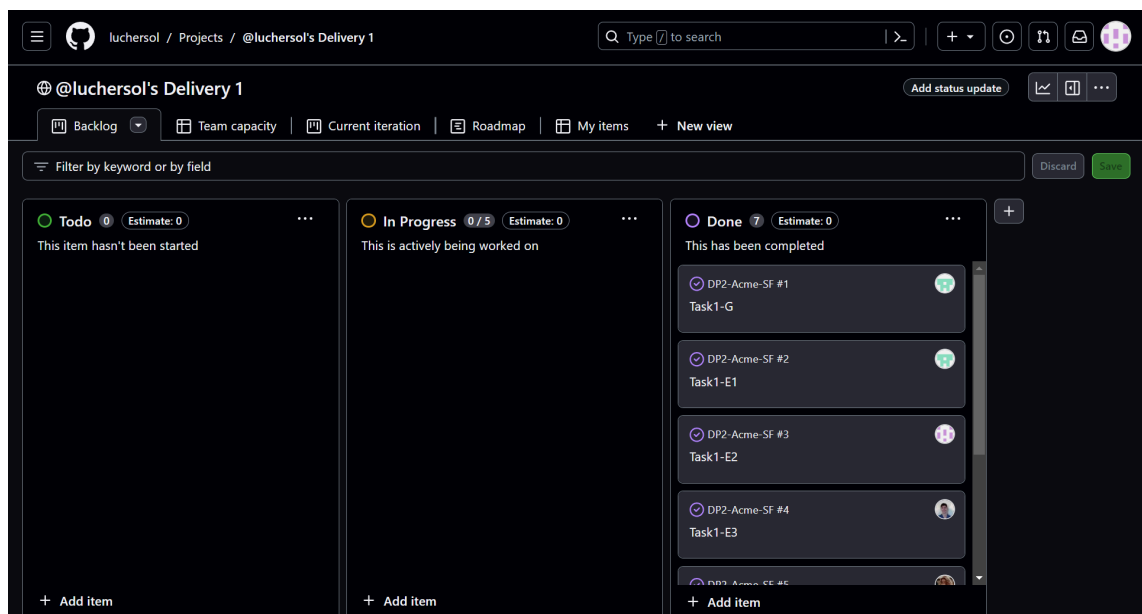 luchersol / Projects / @luchersol's Delivery 1
Type / to search
@luchersol's Delivery 1
Add status update
Backlog
Team capacity
Current iteration
Roadmap
My items
+ New view
Filter by keyword or by field
Discard
Save
Todo 0 Estimate: 0
This item hasn't been started
+ Add item
In Progress 0 / 5 Estimate: 0
This is actively being worked on
+ Add item
Done 7 Estimate: 0
This has been completed
DP2-Acme-SF #1
Task1-G
DP2-Acme-SF #2
Task1-E1
DP2-Acme-SF #3
Task1-E2
DP2-Acme-SF #4
Task1-E3
DP2-Acme-SF #5
+ Add item